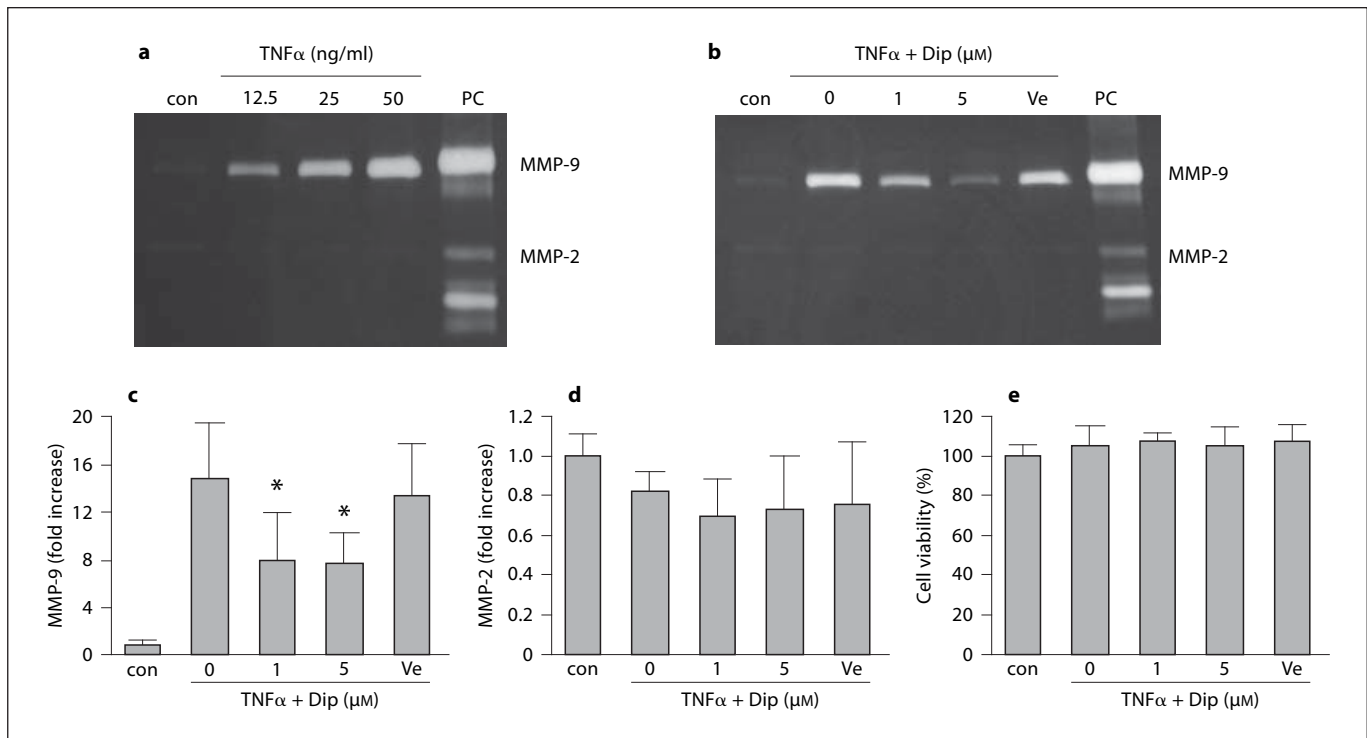 a
TNFα (ng/ml)
con 12.5 25 50 PC
MMP-9
MMP-2
b
TNFα + Dip (μM)
con 0 1 5 Ve PC
MMP-9
MMP-2
c
MMP-9 (fold increase)
20
16
12
8
4
0
* *
con 0 1 5 Ve
TNFα + Dip (μM)
d
MMP-2 (fold increase)
1.2
1.0
0.8
0.6
0.4
0.2
0
con 0 1 5 Ve
TNFα + Dip (μM)
e
Cell viability (%)
120
100
80
60
40
20
0
con 0 1 5 Ve
TNFα + Dip (μM)